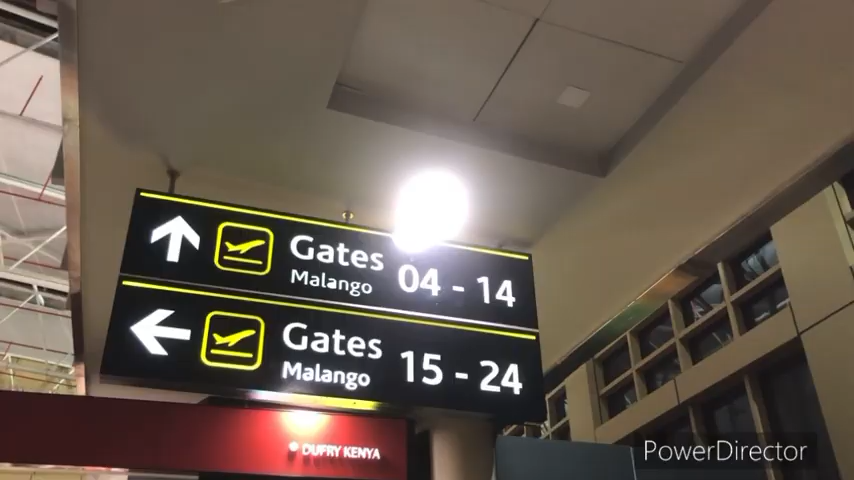 Gates 04 - 14
Malango
Gates 15 - 24
Malango
DUFRY KENYA
PowerDirector